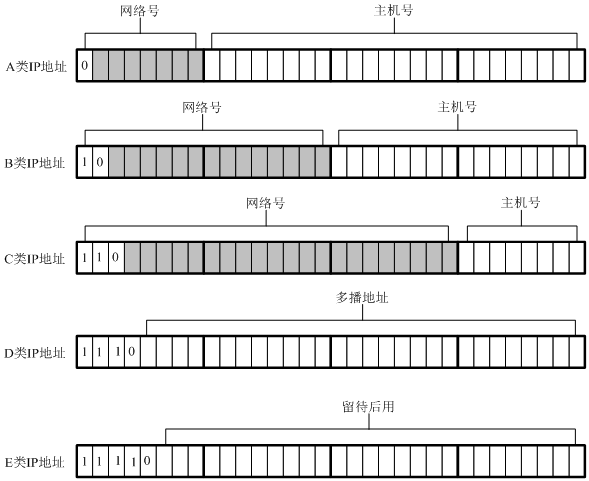 网络号 主机号
A类IP地址 0
网络号 主机号
B类IP地址 1 0
网络号 主机号
C类IP地址 1 1 0
多播地址
D类IP地址 1 1 1 0
留待后用
E类IP地址 1 1 1 1 0